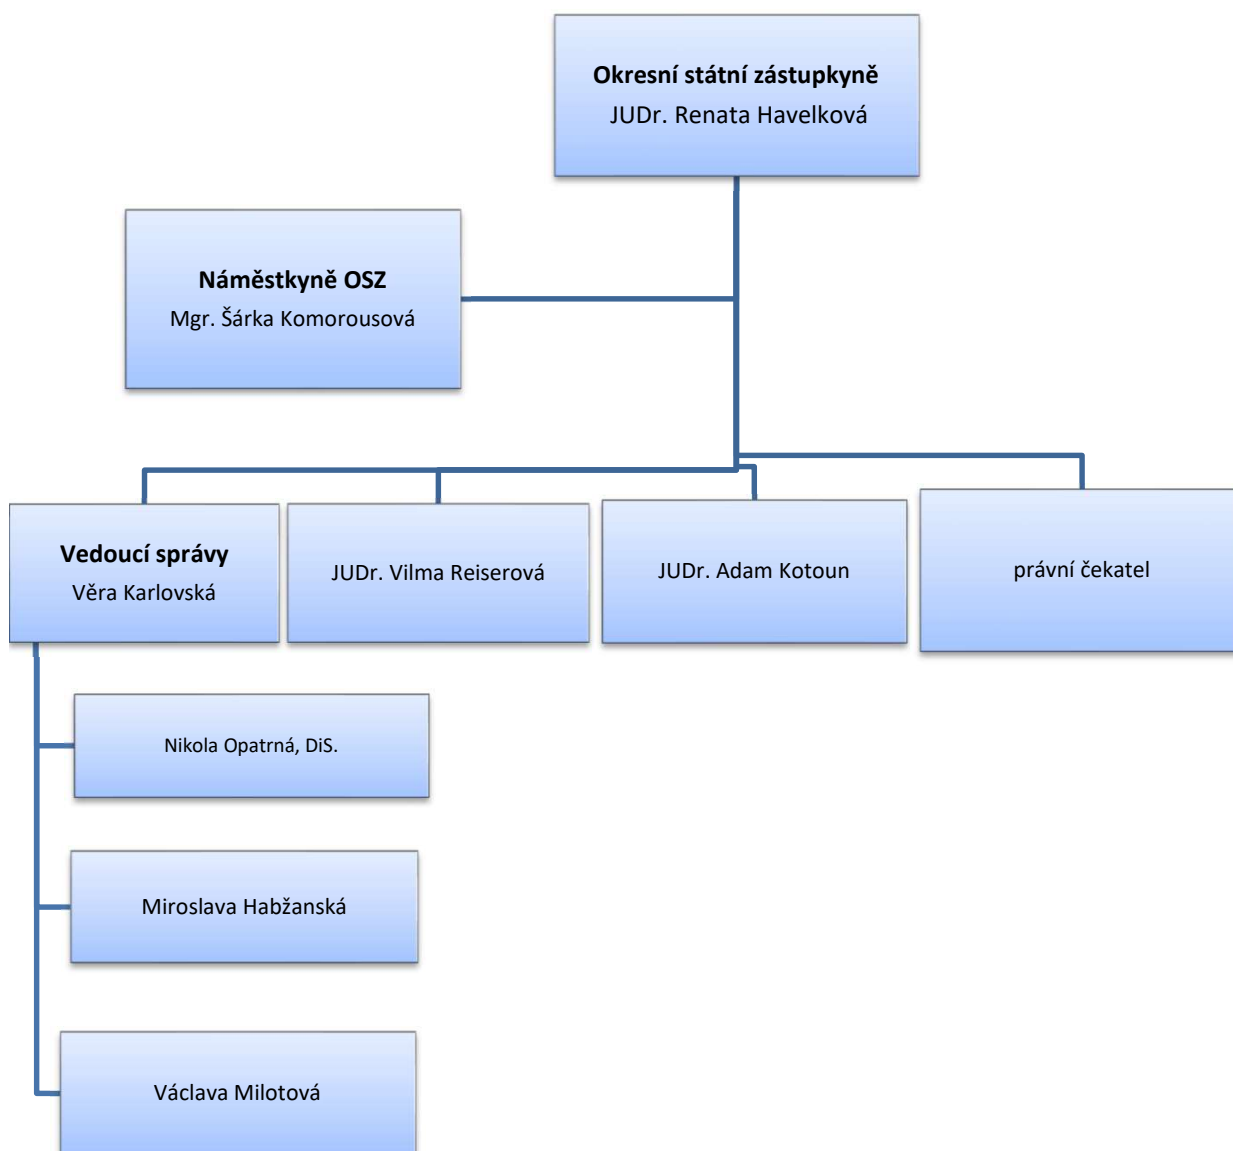 Okresní státní zástupkyně
JUDr. Renata Havelková
Náměstkyně OSZ
Mgr. Šárka Komorousová
Vedoucí správy
Věra Karlovská
JUDr. Vilma Reiserová
JUDr. Adam Kotoun
právní čekatel
Nikola Opatrná, DiS.
Miroslava Habžanská
Václava Milotová